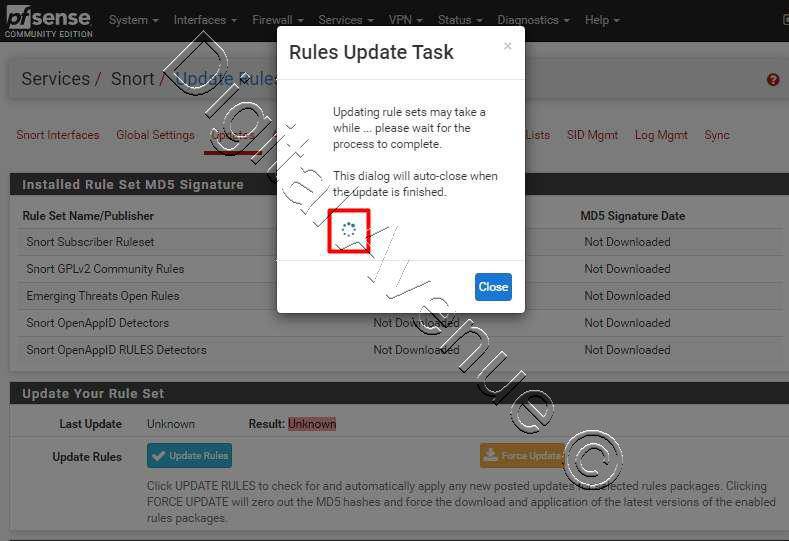 pfsense
COMMUNITY EDITION
System Interfaces Firewall Services VPN Status Diagnostics Help
Rules Update Task ×
Services / Snort / Update Rules
Updating rule sets may take a
while ... please wait for the
process to complete.
This dialog will auto-close when
the update is finished.
Close
Snort Interfaces Global Settings Updates Lists SID Mgmt Log Mgmt Sync
Installed Rule Set MD5 Signature
Rule Set Name/Publisher MD5 Signature Date
Snort Subscriber Ruleset Not Downloaded
Snort GPLv2 Community Rules Not Downloaded
Emerging Threats Open Rules Not Downloaded
Snort OpenAppID Detectors Not Downloaded Not Downloaded
Snort OpenAppID RULES Detectors Not Downloaded Not Downloaded
Update Your Rule Set
Last Update Unknown Result: Unknown
Update Rules Update Rules Force Update
Click UPDATE RULES to check for and automatically apply any new posted updates for selected rules packages. Clicking
FORCE UPDATE will zero out the MD5 hashes and force the download and application of the latest versions of the enabled
rules packages.
Digital Avenue ©